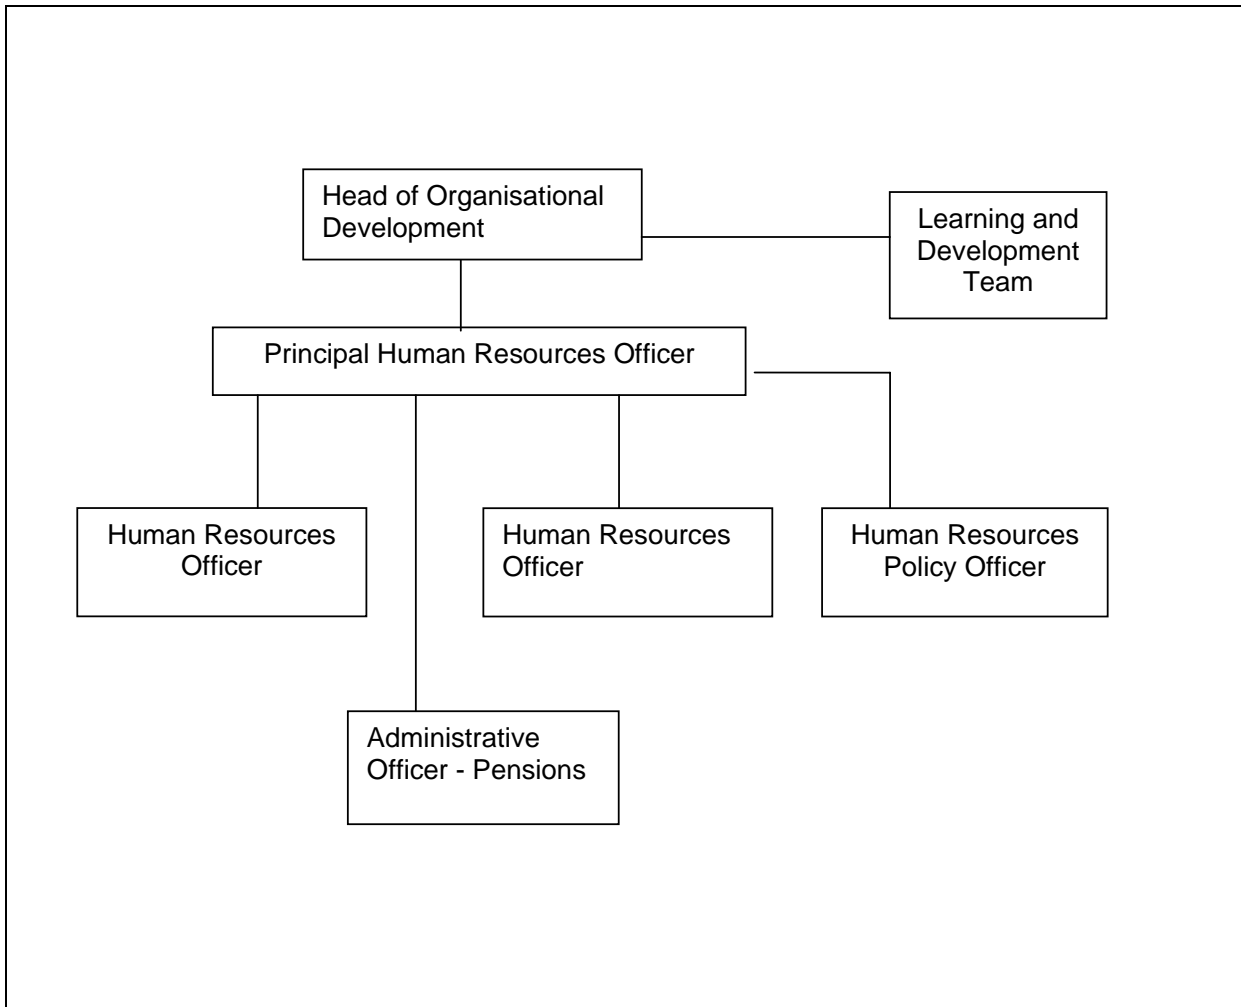 Head of Organisational
Development
Learning and
Development
Team
Principal Human Resources Officer
Human Resources
Officer
Human Resources
Officer
Human Resources
Policy Officer
Administrative
Officer - Pensions